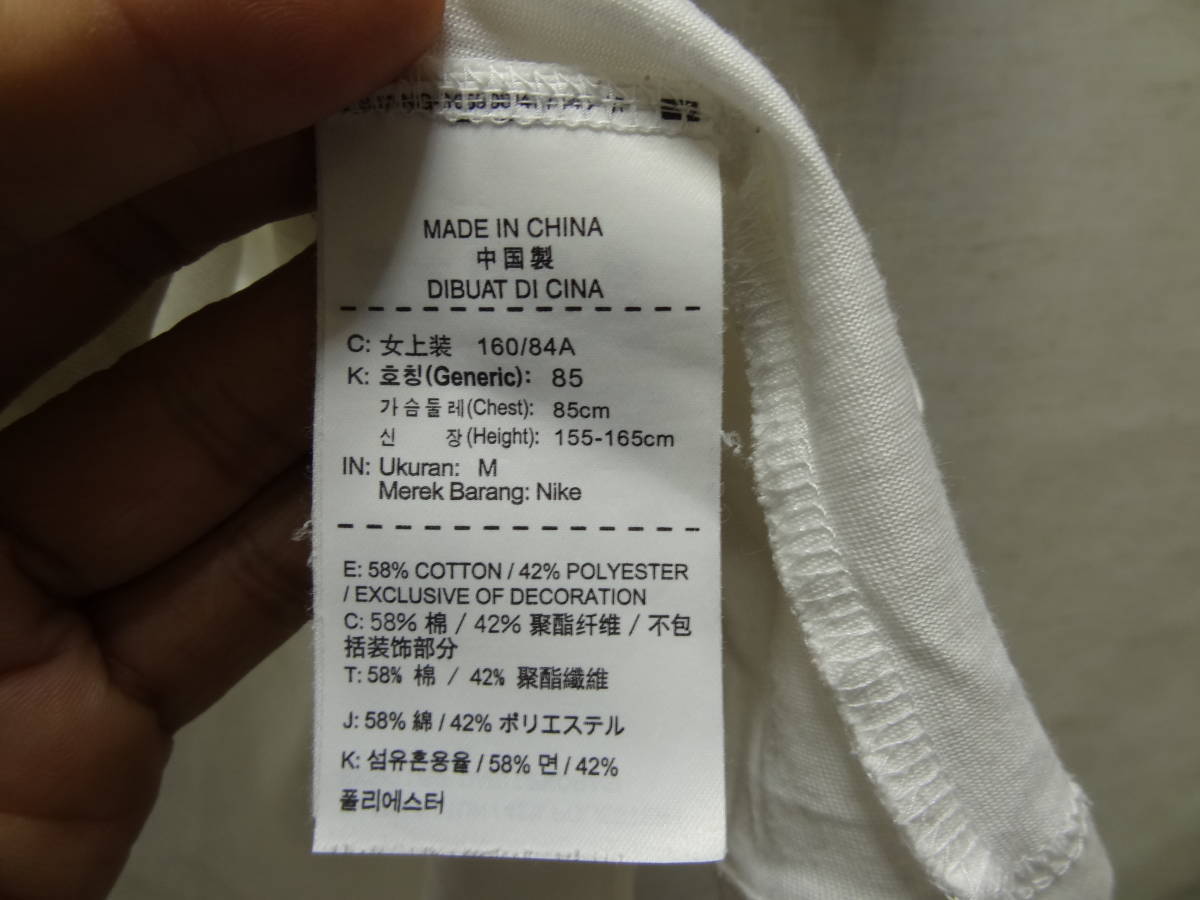 MADE IN CHINA
中国製
DIBUAT DI CINA
C: 女上装 160/84A
K: 호칭(Generic): 85
가슴둘레(Chest): 85cm
신 장(Height): 155-165cm
IN: Ukuran: M
Merek Barang: Nike
E: 58% COTTON / 42% POLYESTER
/ EXCLUSIVE OF DECORATION
C: 58% 棉 / 42% 聚酯纤维 / 不包
括装饰部分
T: 58% 棉 / 42% 聚酯纖維
J: 58% 綿 / 42% ポリエステル
K: 섬유혼용율 / 58% 면 / 42%
폴리에스터